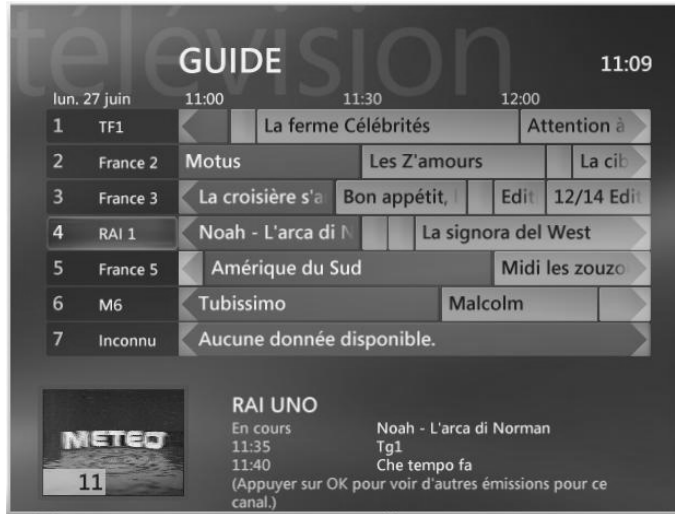 télévision
GUIDE 11:09
lun. 27 juin 11:00 11:30 12:00
1 TF1 La ferme Célébrités Attention à
2 France 2 Motus Les Z'amours La cib
3 France 3 La croisière s'a Bon appétit, Edit 12/14 Edit
4 RAI 1 Noah - L'arca di N La signora del West
5 France 5 Amérique du Sud Midi les zouzo
6 M6 Tubissimo Malcolm
7 Inconnu Aucune donnée disponible.
METEO
11
RAI UNO
En cours Noah - L'arca di Norman
11:35 Tg1
11:40 Che tempo fa
(Appuyer sur OK pour voir d'autres émissions pour ce
canal.)